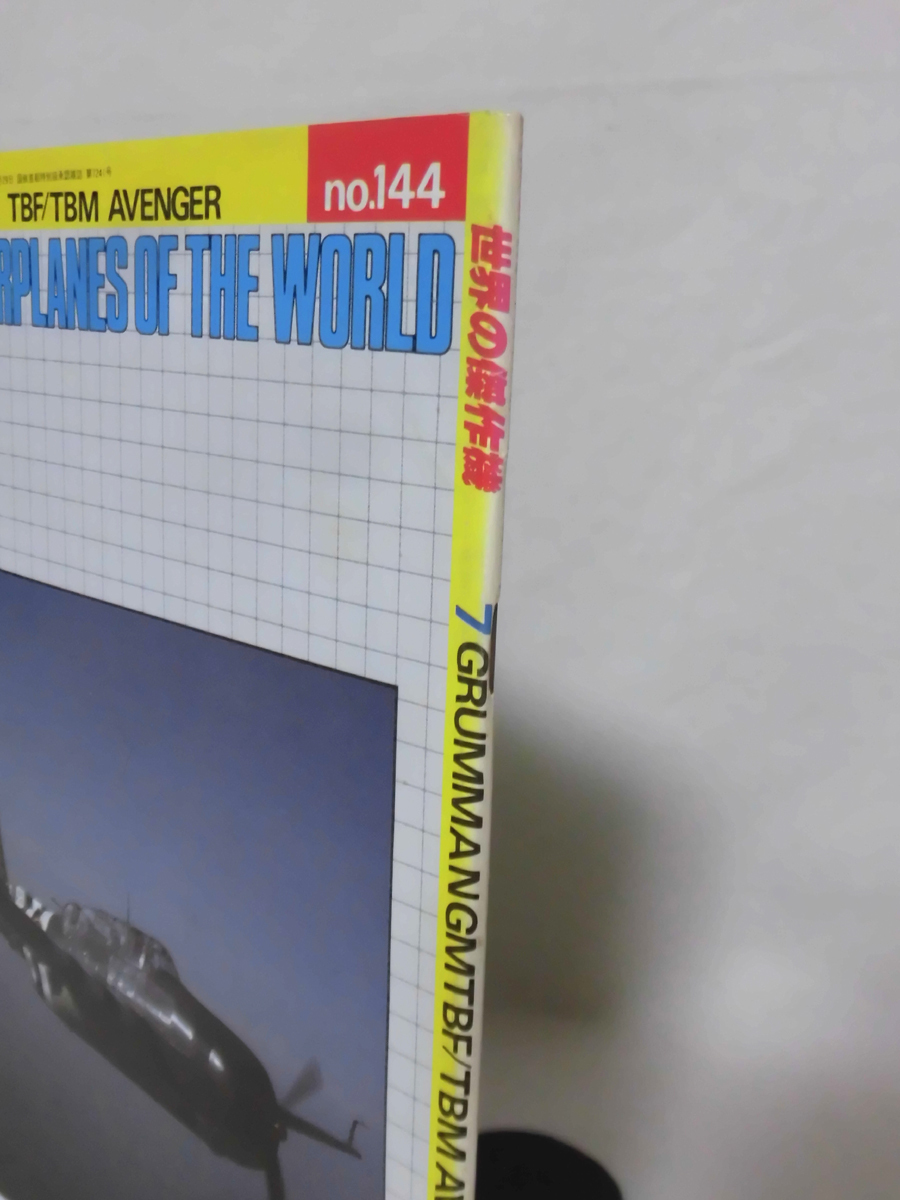 no.144
TBF/TBM AVENGER
RPLANES OF THE WORLD
世界の傑作機
7 GRUMMAN GM TBF/TBM A